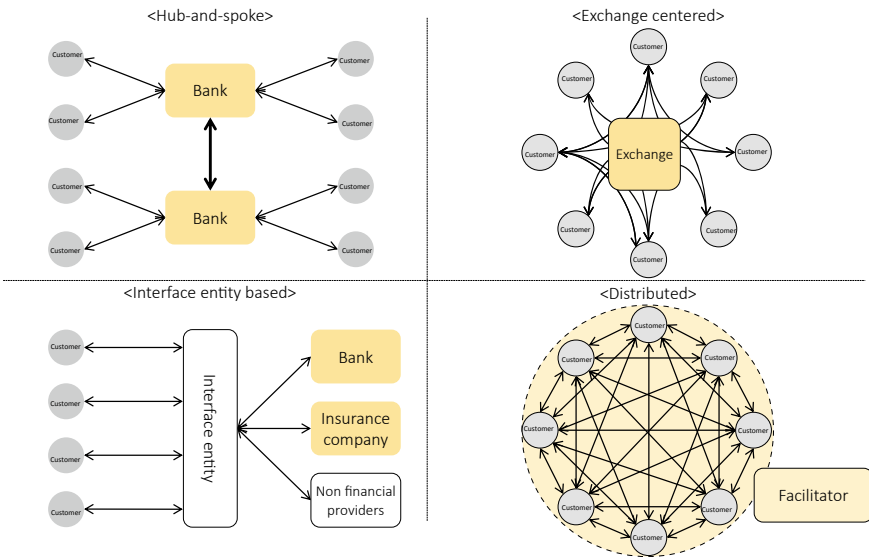 <Hub-and-spoke>
Customer
Customer
Bank
Customer
Customer
Customer
Customer
Bank
Customer
Customer
<Exchange centered>
Customer
Customer
Customer
Customer
Exchange
Customer
Customer
Customer
Customer
<Interface entity based>
Customer
Customer
Customer
Customer
Interface entity
Bank
Insurance
company
Non financial
providers
<Distributed>
Customer
Customer
Customer
Customer
Customer
Customer
Customer
Customer
Facilitator